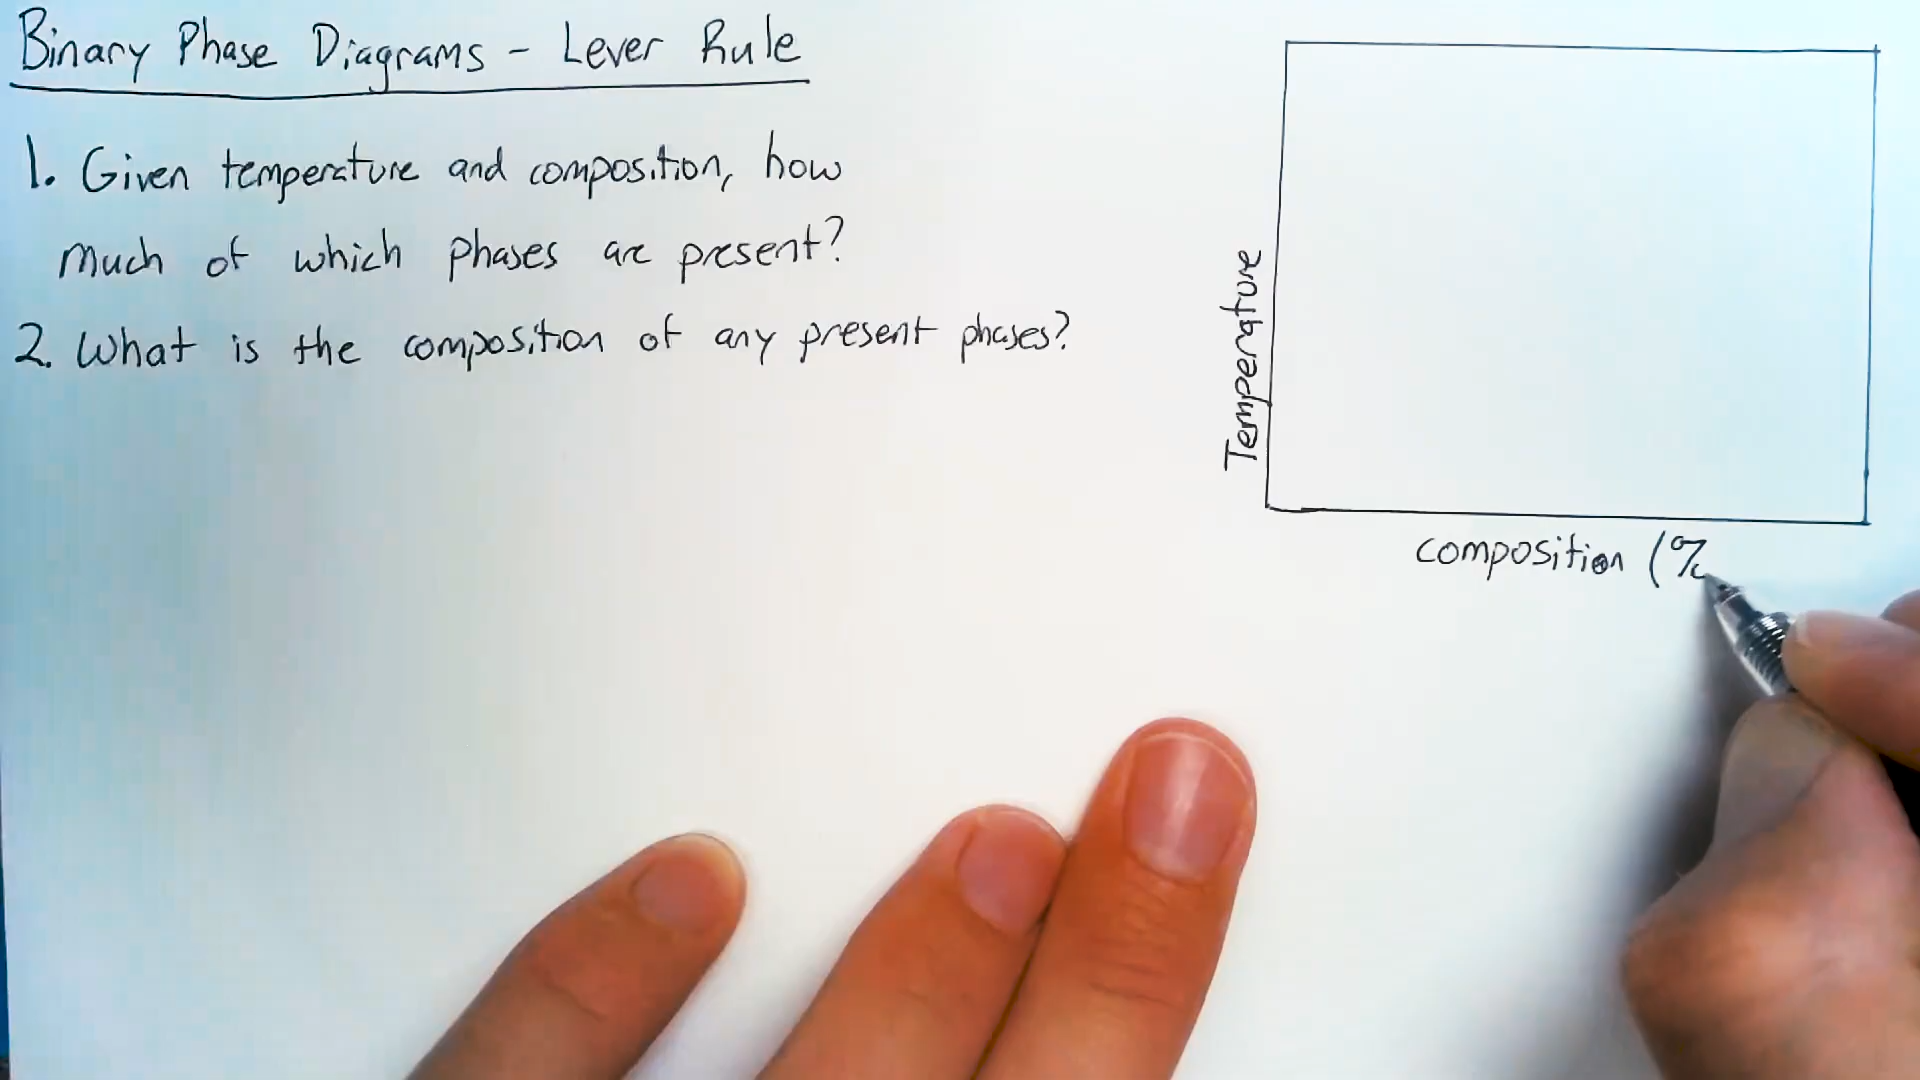 Binary Phase Diagrams - Lever Rule
1. Given temperature and composition, how
much of which phases are present?
2. What is the composition of any present phases?
Temperature
composition (%